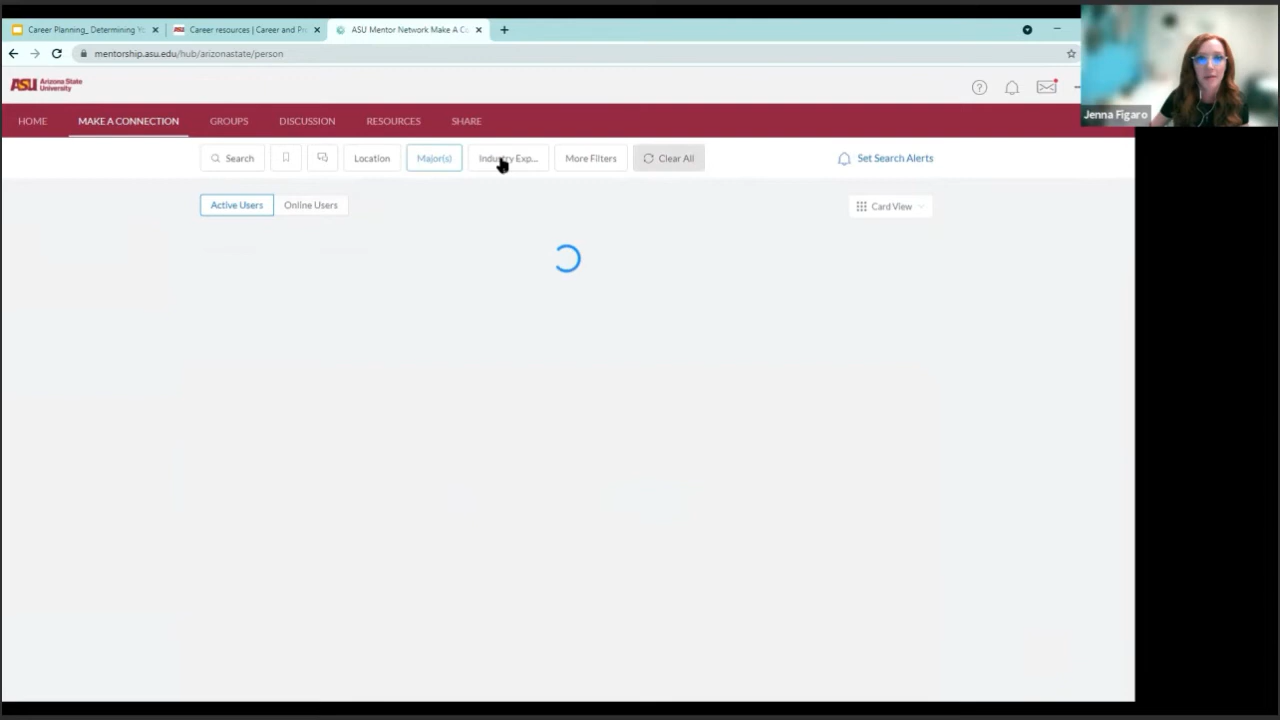 Career Planning_ Determining Yo
Career resources | Career and Pr
ASU Mentor Network Make A Co
mentorship.asu.edu/hub/arizonastate/person
ASU Arizona State University
Jenna Figaro
HOME MAKE A CONNECTION GROUPS DISCUSSION RESOURCES SHARE
Search Location Major(s) Industry Exp... More Filters Clear All Set Search Alerts
Active Users Online Users Card View